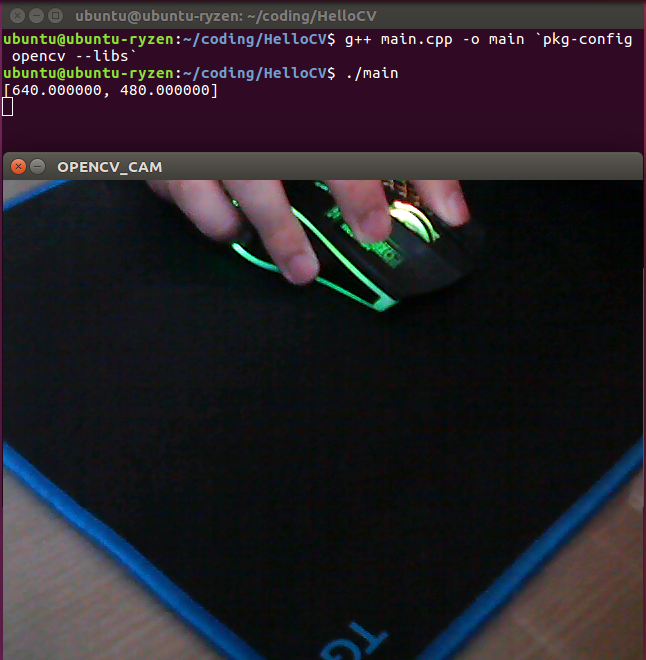 ubuntu@ubuntu-ryzen: ~/coding/HelloCV
ubuntu@ubuntu-ryzen:~/coding/HelloCV$ g++ main.cpp -o main `pkg-config
 opencv --libs`
ubuntu@ubuntu-ryzen:~/coding/HelloCV$ ./main
[640.000000, 480.000000]
OPENCV_CAM
TG